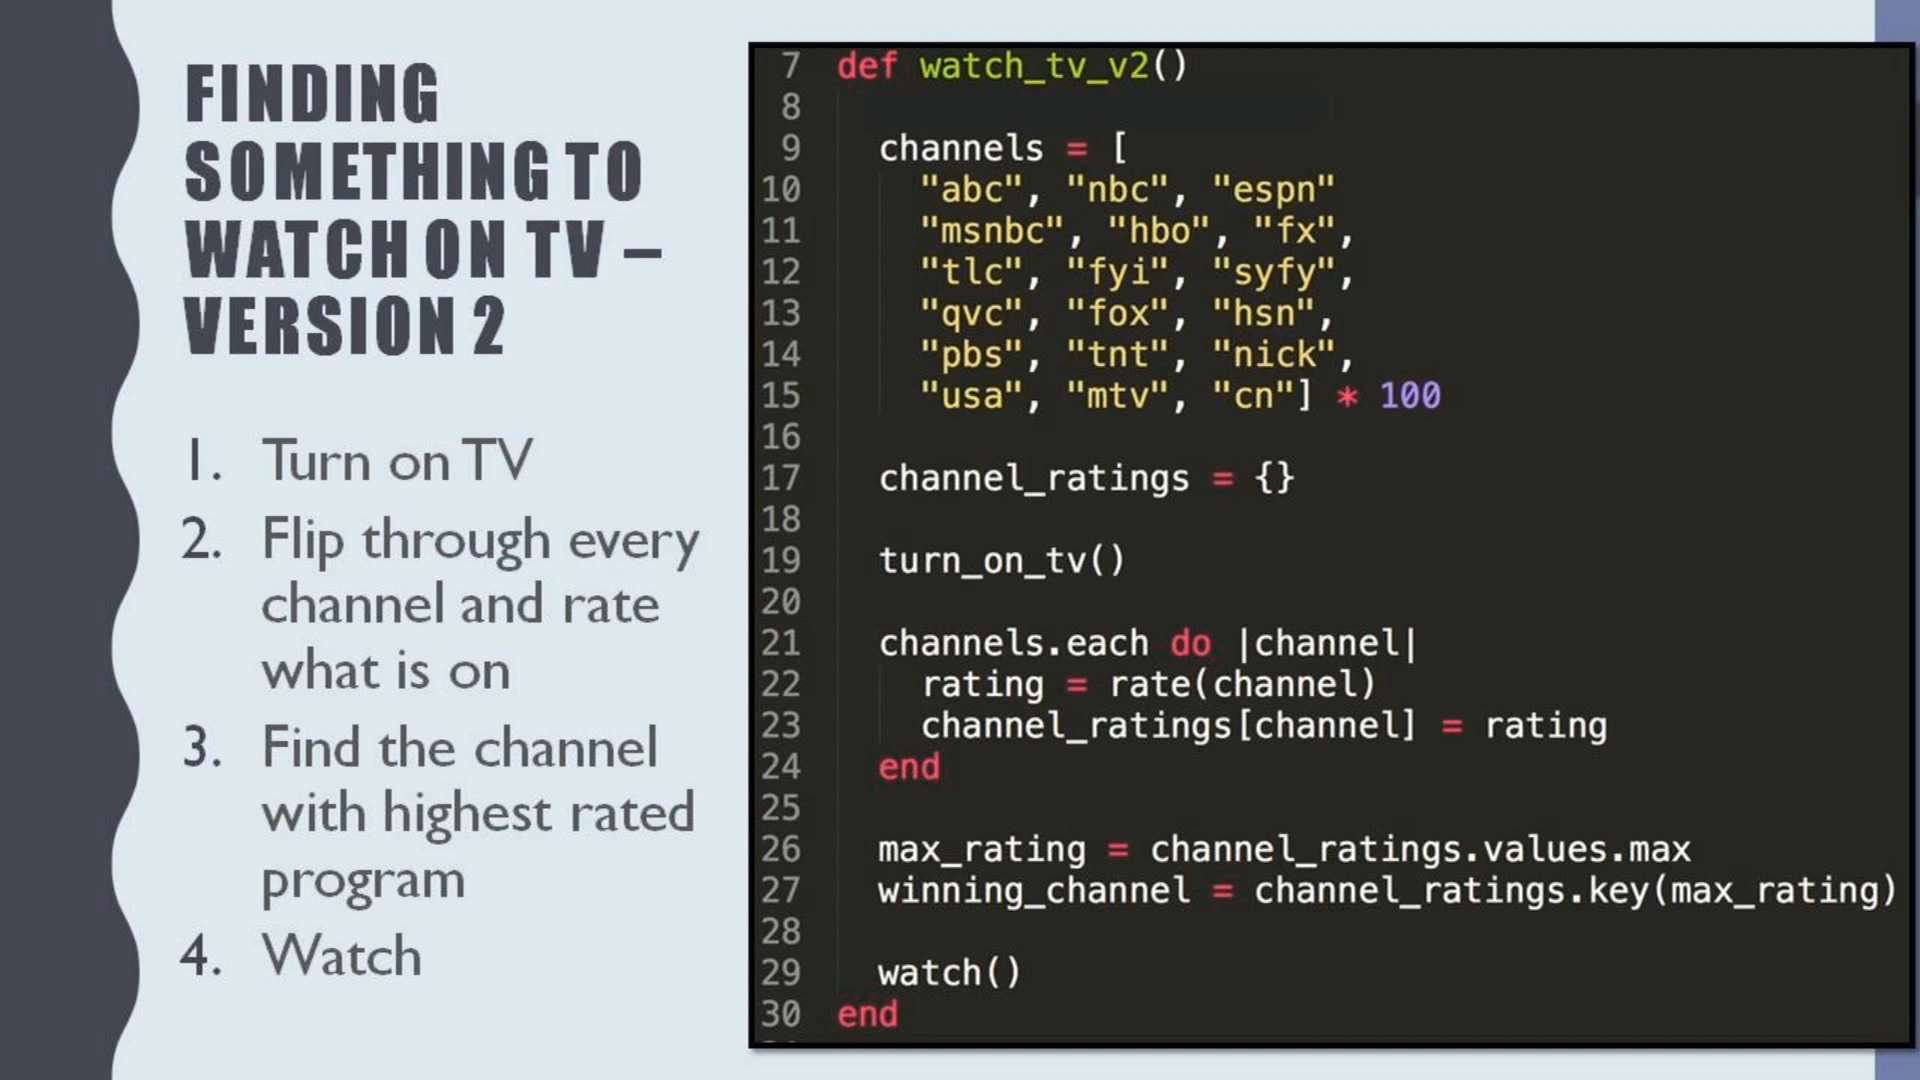 FINDING
SOMETHING TO
WATCH ON TV –
VERSION 2
1. Turn on TV
2. Flip through every
channel and rate
what is on
3. Find the channel
with highest rated
program
4. Watch
7 def watch_tv_v2()
8
9 channels = [
10 "abc", "nbc", "espn"
11 "msnbc", "hbo", "fx",
12 "tlc", "fyi", "syfy",
13 "qvc", "fox", "hsn",
14 "pbs", "tnt", "nick",
15 "usa", "mtv", "cn"] * 100
16
17 channel_ratings = {}
18
19 turn_on_tv()
20
21 channels.each do |channel|
22 rating = rate(channel)
23 channel_ratings[channel] = rating
24 end
25
26 max_rating = channel_ratings.values.max
27 winning_channel = channel_ratings.key(max_rating)
28
29 watch()
30 end